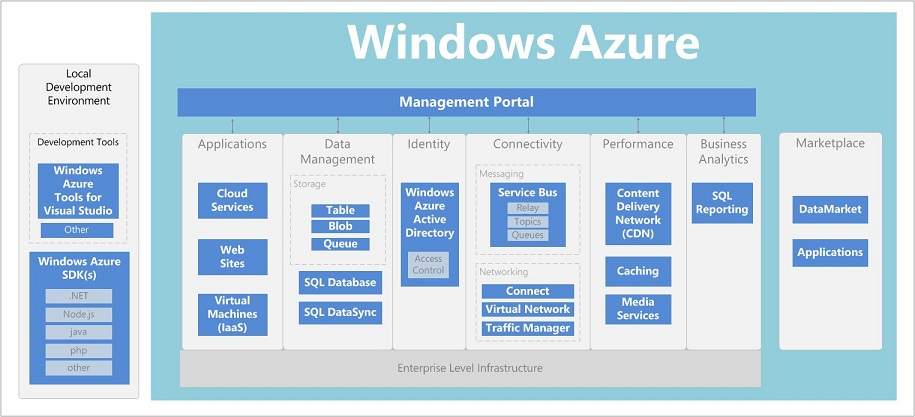 Windows Azure
Local
Development
Environment
Development Tools
Windows
Azure
Tools for
Visual Studio
Other
Windows Azure
SDK(s)
.NET
Node.js
java
php
other
Management Portal
Applications
Cloud
Services
Web
Sites
Virtual
Machines
(IaaS)
Data
Management
Storage
Table
Blob
Queue
SQL Database
SQL DataSync
Identity
Windows
Azure
Active
Directory
Access
Control
Connectivity
Messaging
Service Bus
Relay
Topics
Queues
Networking
Connect
Virtual Network
Traffic Manager
Performance
Content
Delivery
Network
(CDN)
Caching
Media
Services
Business
Analytics
SQL
Reporting
Marketplace
DataMarket
Applications
Enterprise Level Infrastructure